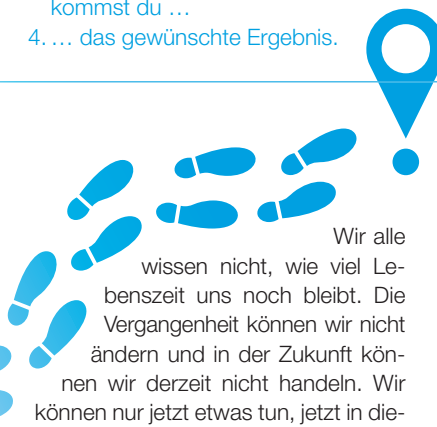 kommst du …
4. … das gewünschte Ergebnis.
Wir alle
wissen nicht, wie viel Le-
benszeit uns noch bleibt. Die
Vergangenheit können wir nicht
ändern und in der Zukunft kön-
nen wir derzeit nicht handeln. Wir
können nur jetzt etwas tun, jetzt in die-